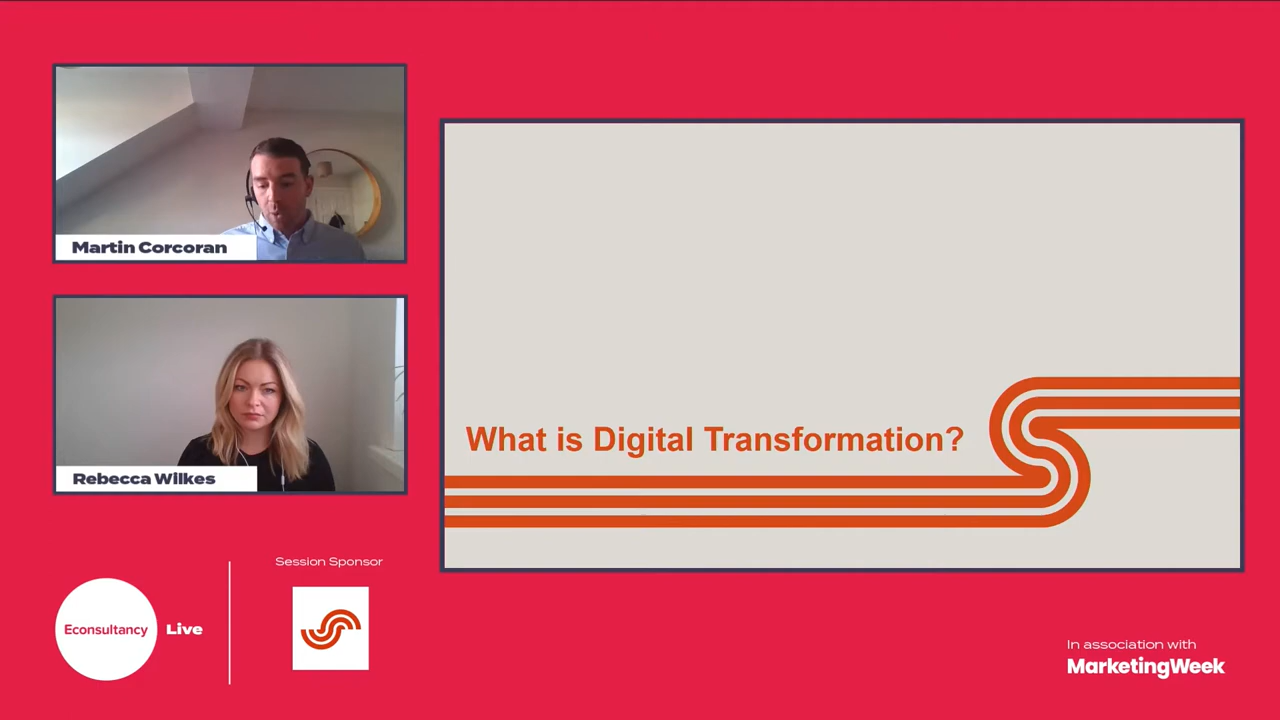 Martin Corcoran
Rebecca Wilkes
What is Digital Transformation?
Session Sponsor
Econsultancy
Live
In association with
MarketingWeek